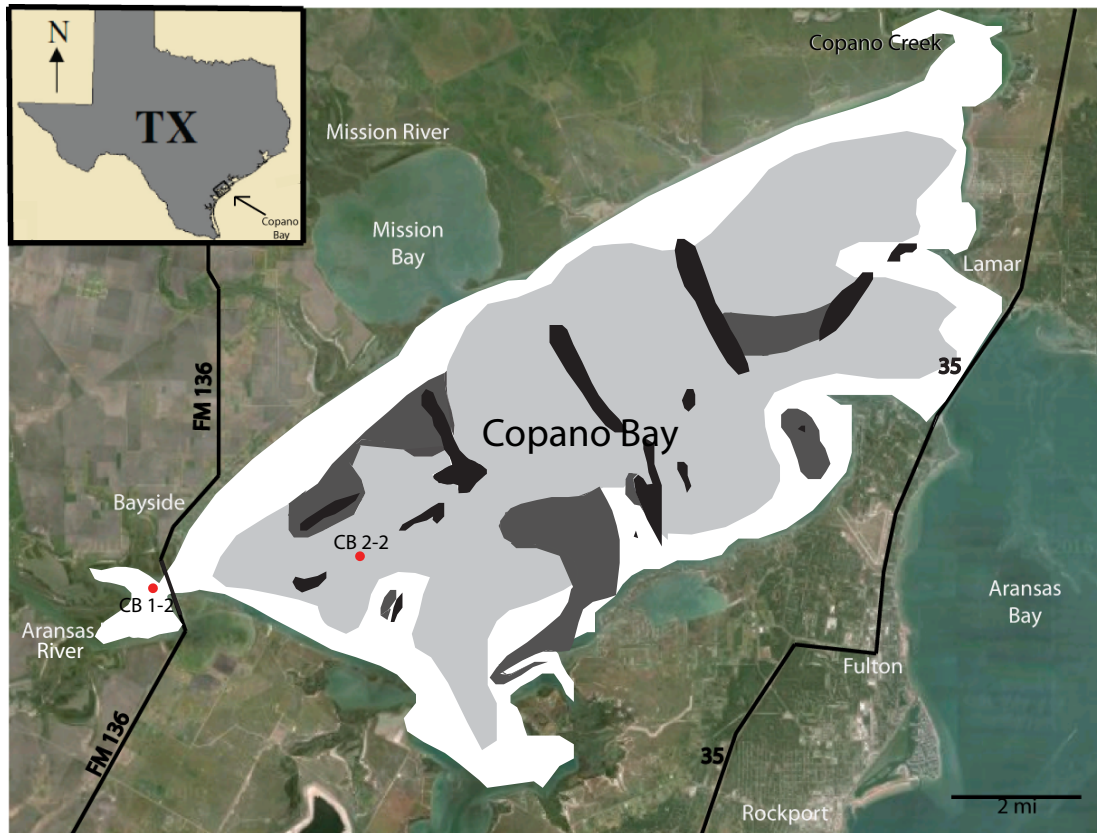 N
TX
Copano
Bay
Copano Creek
Mission River
Mission
Bay
Lamar
35
FM 136
Copano Bay
Bayside
CB 2-2
CB 1-2
Aransas
River
Aransas
Bay
Fulton
FM 136
35
Rockport
2 mi